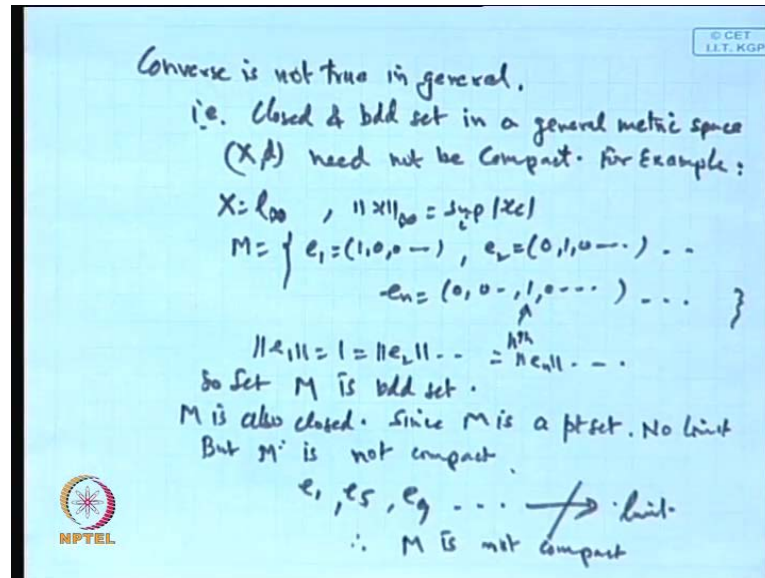 © CET
I.I.T. KGP
Converse is not true in general.
i.e. Closed & bdd set in a general metric space
(X,d) need not be Compact. For Example:
X = l∞ , ||x||∞ = sup_i |xi|
M = { e₁=(1,0,0—) , e₂=(0,1,0—..) ..
en = (0,0-,1,0---- ) --- . }
↑
nth
||e₁|| = 1 = ||e₂|| .. = ||en|| . - -
So Set M is bdd set .
M is also closed. Since M is a pt set. No limit
But M is not compact.
e₁, e₅, e₉ - - - ↛ limit.
∴ M is not compact
NPTEL